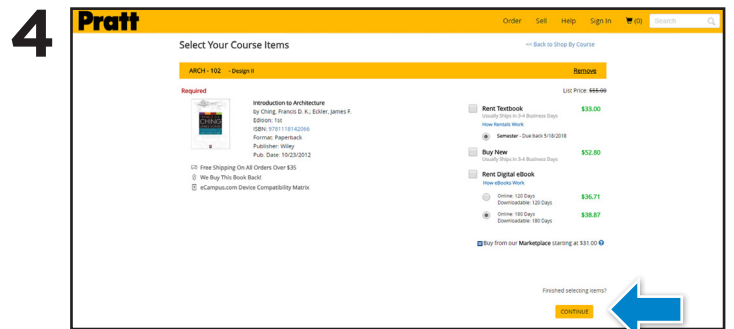 4
Pratt
Order Sell Help Sign In (0) Search
Select Your Course Items
<< Back to Shop By Course
ARCH - 102 - Design II
Remove
Required
List Price: $55.00
CHING
Introduction to Architecture
by Ching, Francis D. K., Eckler, James F.
Edition: 1st
ISBN: 9781118142066
Format: Paperback
Publisher: Wiley
Pub. Date: 10/23/2012
Free Shipping On All Orders Over $35
We Buy This Book Back!
eCampus.com Device Compatibility Matrix
Rent Textbook $33.00
Usually Ships in 3-4 Business Days
How Rentals Work
Semester - Due back 5/18/2018
Buy New $52.80
Usually Ships in 3-4 Business Days
Rent Digital eBook
How eBooks Work
Online: 120 Days $36.71
Downloadable: 120 Days
Online: 180 Days $38.87
Downloadable: 180 Days
Buy from our Marketplace starting at $31.00
Finished selecting items?
CONTINUE